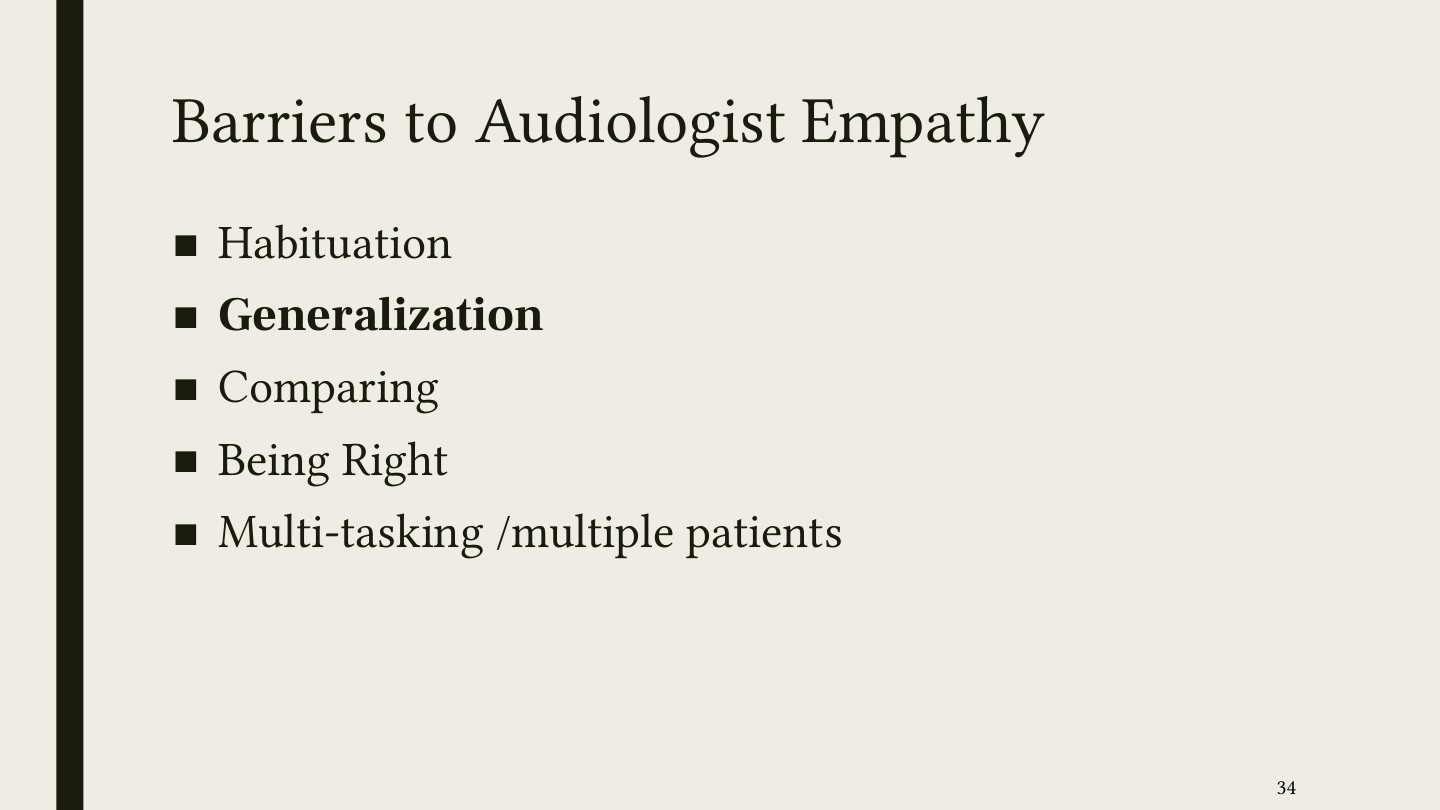 Barriers to Audiologist Empathy
■ Habituation
■ Generalization
■ Comparing
■ Being Right
■ Multi-tasking /multiple patients
34